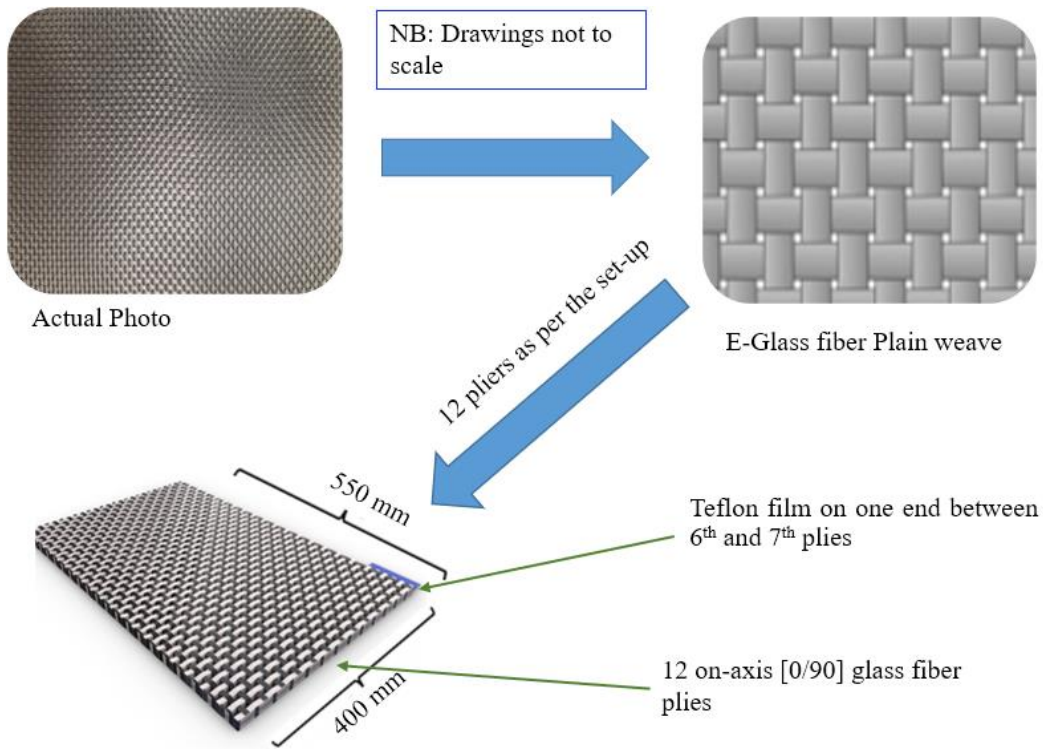 NB: Drawings not to
scale
Actual Photo
E-Glass fiber Plain weave
12 pliers as per the set-up
550 mm
Teflon film on one end between
6th and 7th plies
12 on-axis [0/90] glass fiber
plies
400 mm